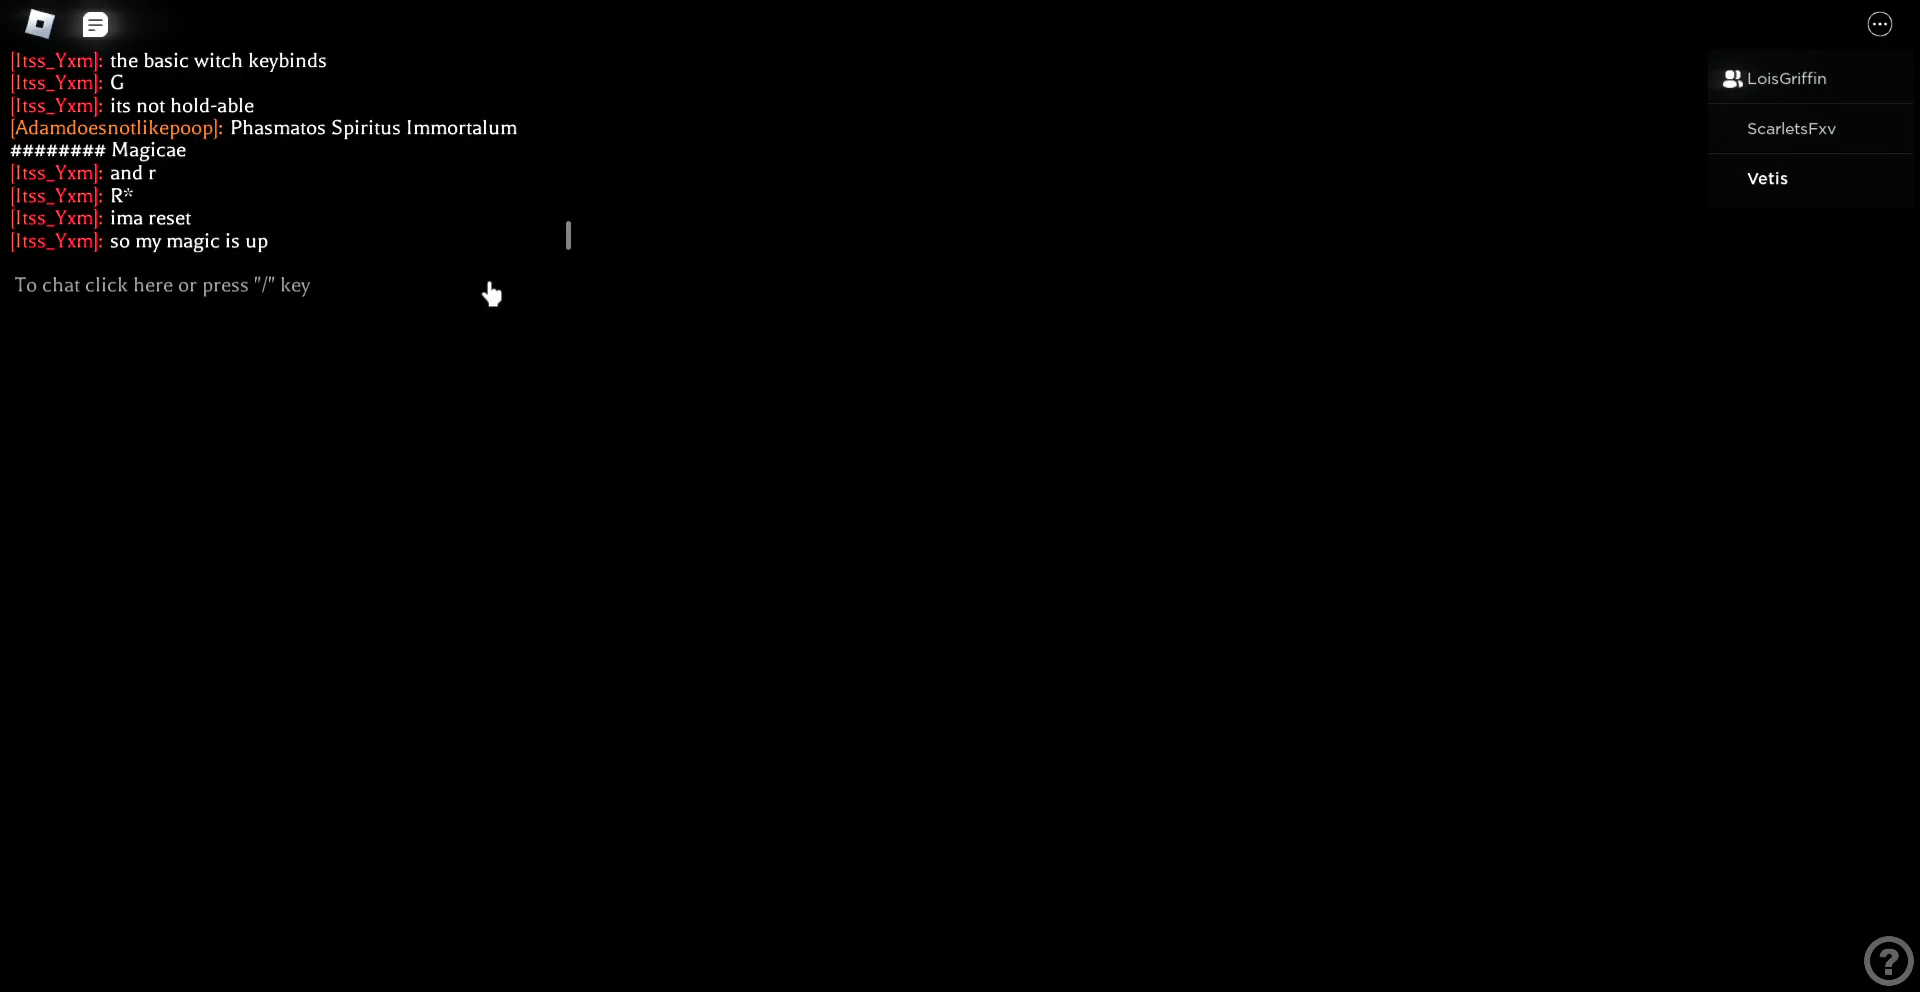 [Itss_Yxm]: the basic witch keybinds
[Itss_Yxm]: G
[Itss_Yxm]: its not hold-able
[Adamdoesnotlikepoop]: Phasmatos Spiritus Immortalum
######## Magicae
[Itss_Yxm]: and r
[Itss_Yxm]: R*
[Itss_Yxm]: ima reset
[Itss_Yxm]: so my magic is up
To chat click here or press "/" key
LoisGriffin
ScarletsFxv
Vetis
?